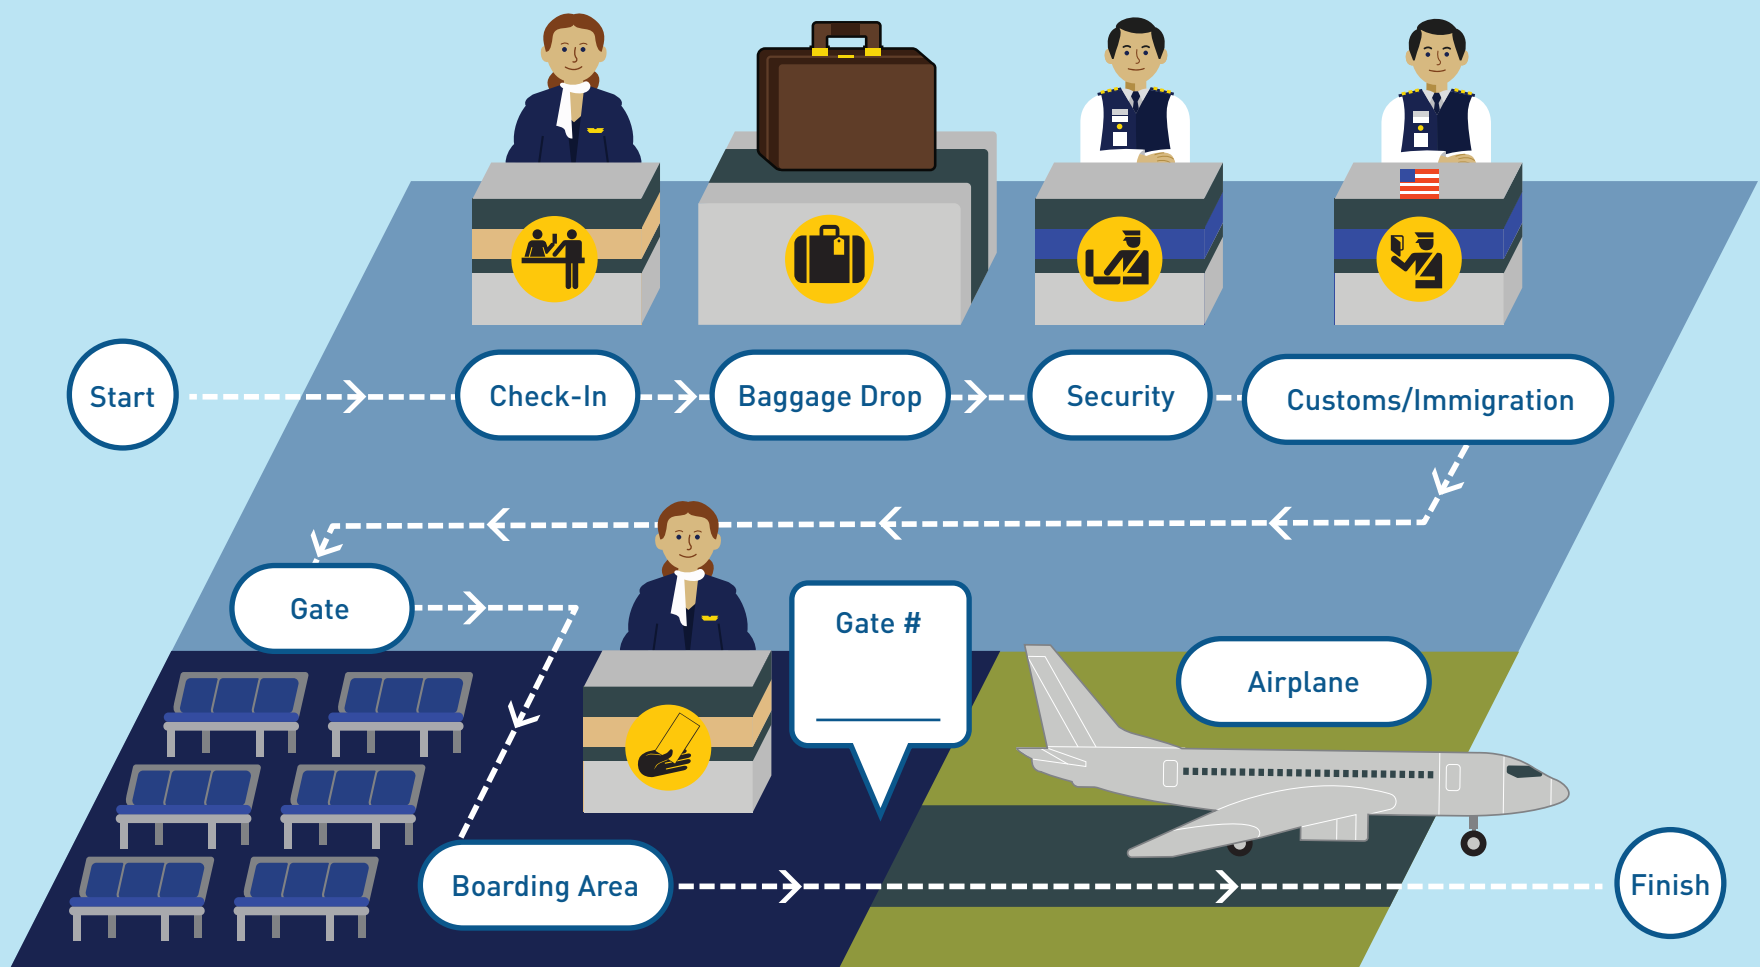 Start
Check-In
Baggage Drop
Security
Customs/Immigration
Gate
Gate #
Airplane
Boarding Area
Finish